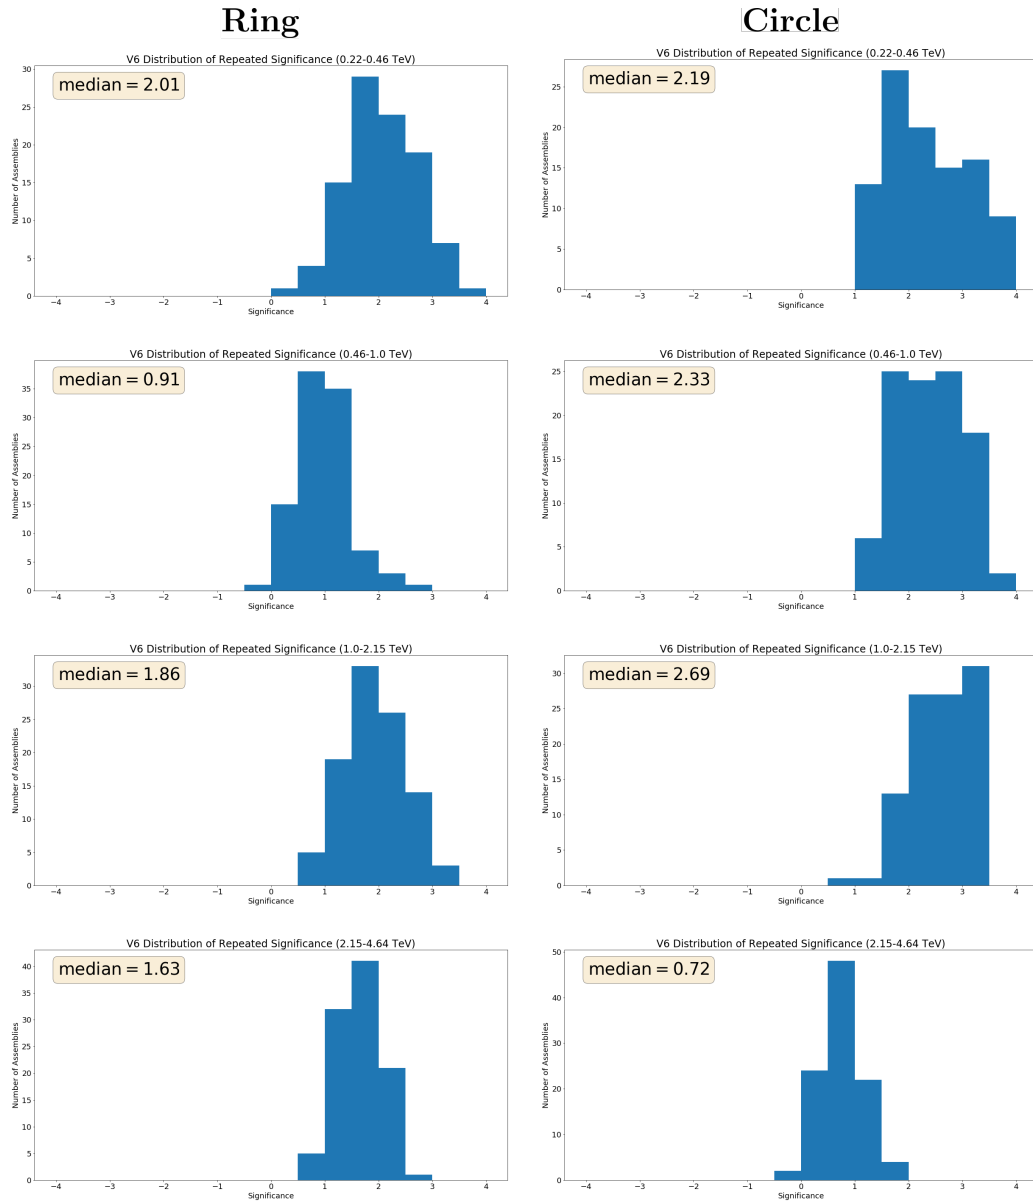 Ring
Circle
V6 Distribution of Repeated Significance (0.22-0.46 TeV)
median = 2.01
Number of Assemblies
30
25
20
15
10
5
0
−4 −3 −2 −1 0 1 2 3 4
Significance
V6 Distribution of Repeated Significance (0.22-0.46 TeV)
median = 2.19
Number of Assemblies
25
20
15
10
5
0
−4 −3 −2 −1 0 1 2 3 4
Significance
V6 Distribution of Repeated Significance (0.46-1.0 TeV)
median = 0.91
Number of Assemblies
35
30
25
20
15
10
5
0
−4 −3 −2 −1 0 1 2 3 4
Significance
V6 Distribution of Repeated Significance (0.46-1.0 TeV)
median = 2.33
Number of Assemblies
25
20
15
10
5
0
−4 −3 −2 −1 0 1 2 3 4
Significance
V6 Distribution of Repeated Significance (1.0-2.15 TeV)
median = 1.86
Number of Assemblies
30
25
20
15
10
5
0
−4 −3 −2 −1 0 1 2 3 4
Significance
V6 Distribution of Repeated Significance (1.0-2.15 TeV)
median = 2.69
Number of Assemblies
30
25
20
15
10
5
0
−4 −3 −2 −1 0 1 2 3 4
Significance
V6 Distribution of Repeated Significance (2.15-4.64 TeV)
median = 1.63
Number of Assemblies
40
35
30
25
20
15
10
5
0
−4 −3 −2 −1 0 1 2 3 4
Significance
V6 Distribution of Repeated Significance (2.15-4.64 TeV)
median = 0.72
Number of Assemblies
50
40
30
20
10
0
−4 −3 −2 −1 0 1 2 3 4
Significance